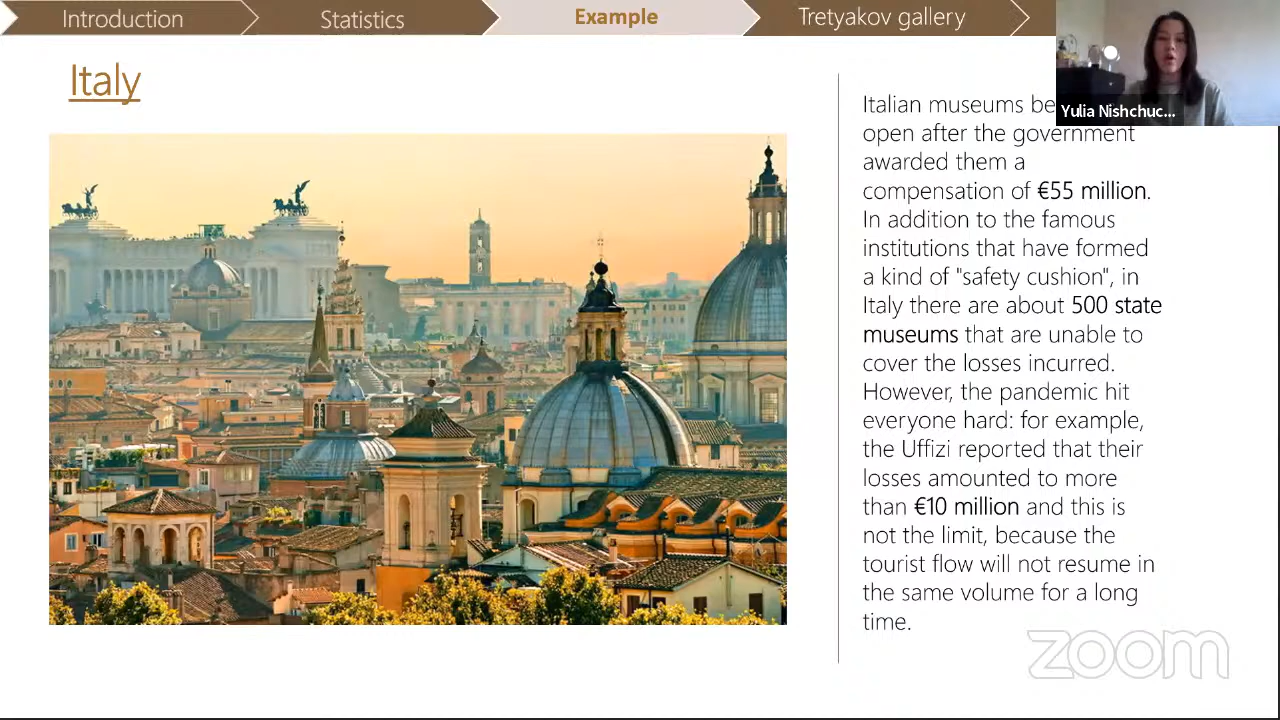 Introduction
Statistics
Example
Tretyakov gallery
Italy
Italian museums
open after the government
awarded them a
compensation of €55 million.
In addition to the famous
institutions that have formed
a kind of "safety cushion", in
Italy there are about 500 state
museums that are unable to
cover the losses incurred.
However, the pandemic hit
everyone hard: for example,
the Uffizi reported that their
losses amounted to more
than €10 million and this is
not the limit, because the
tourist flow will not resume in
the same volume for a long
time.
Yulia Nishchuc...
zoom